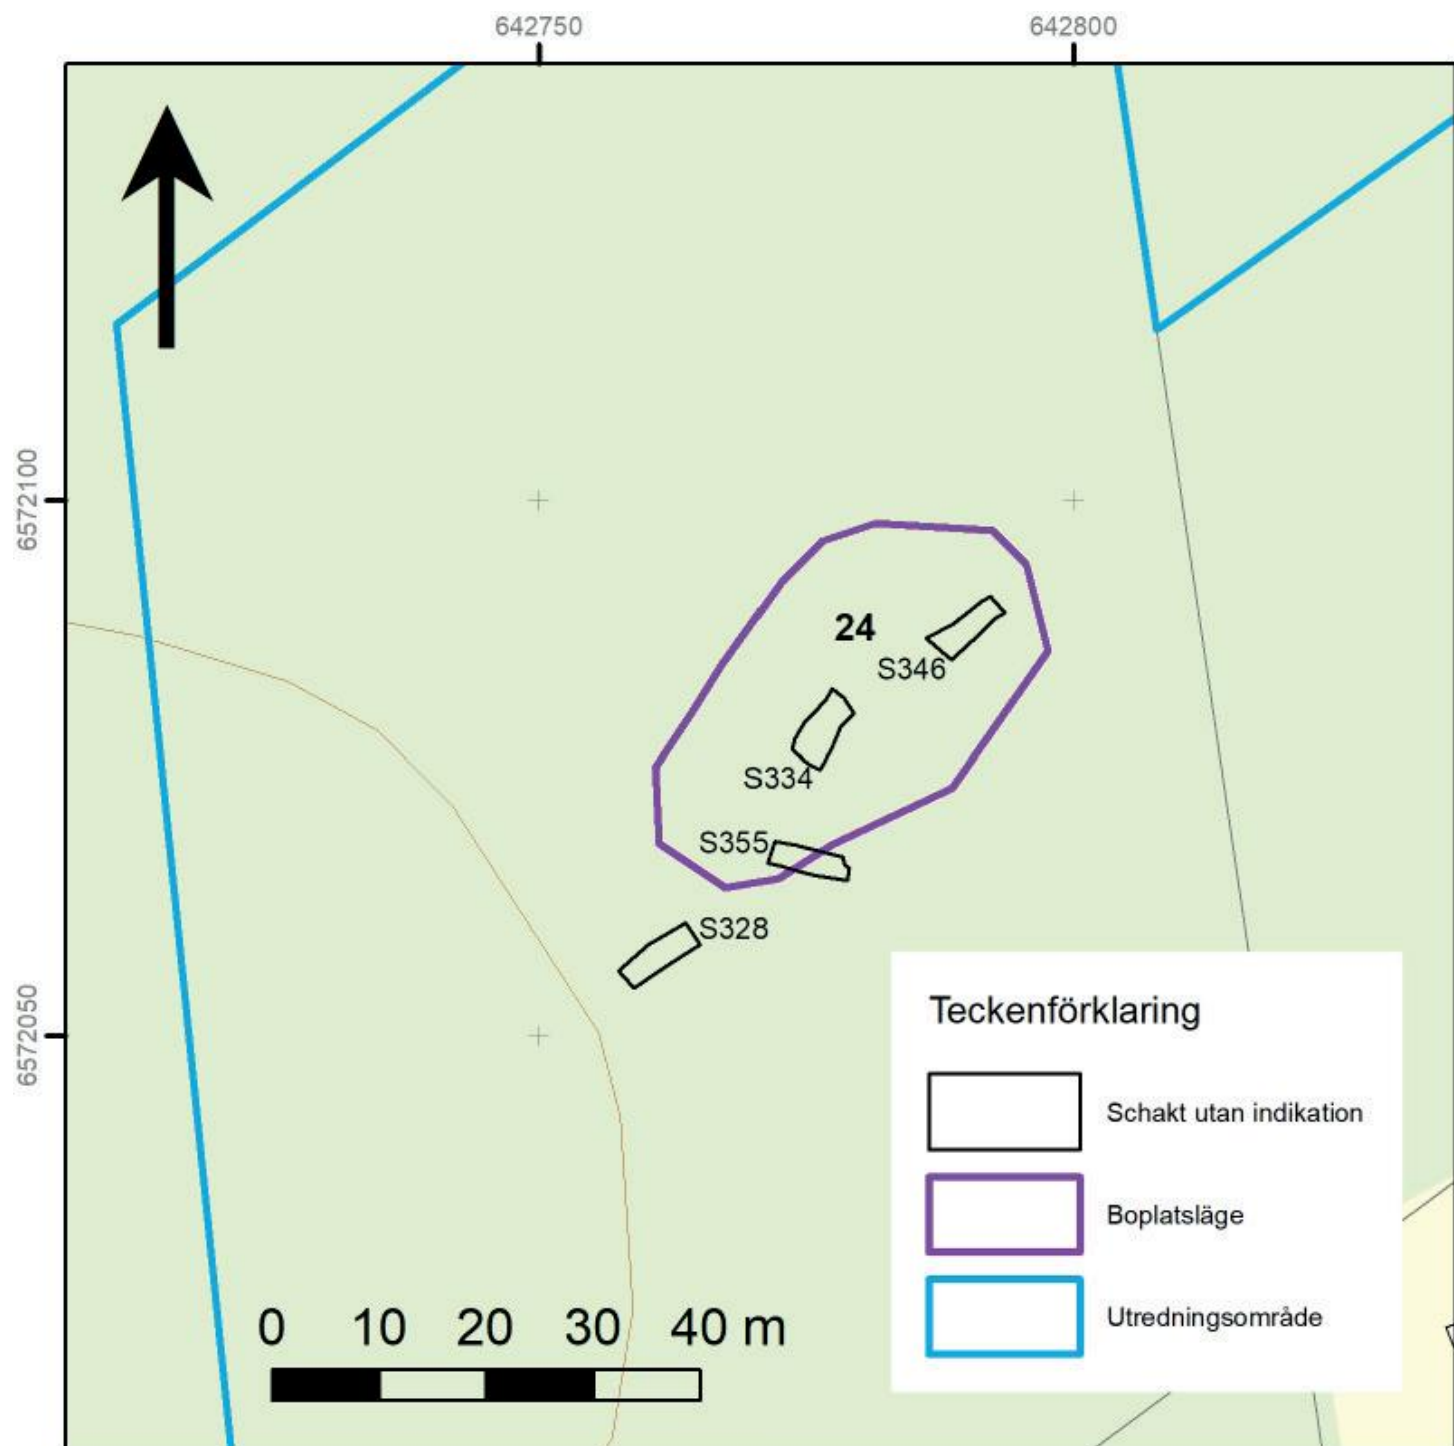 642750
642800
6572100
24
S346
S334
S355
S328
6572050
Teckenförklaring
Schakt utan indikation
Boplatsläge
Utredningsområde
0 10 20 30 40 m